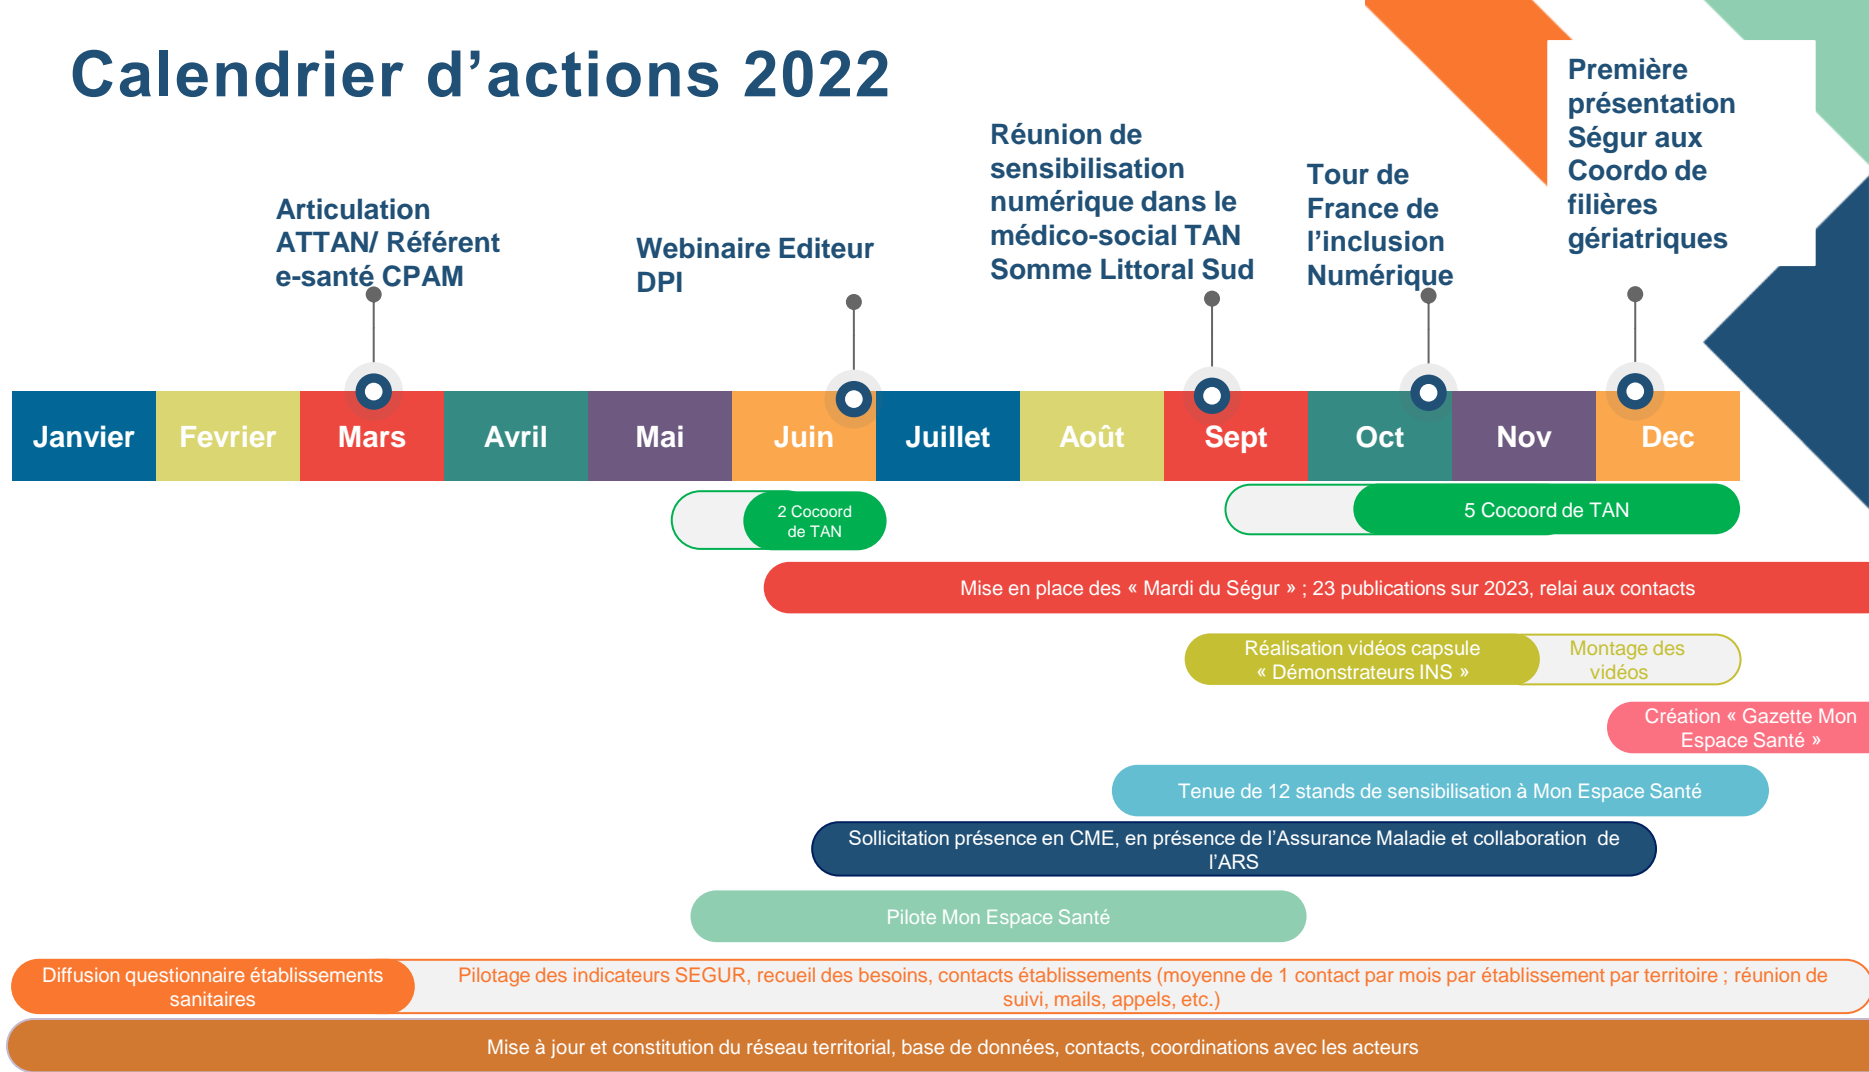 Calendrier d’actions 2022
Première
présentation
Ségur aux
Coordo de
filières
gériatriques
Réunion de
sensibilisation
numérique dans le
médico-social TAN
Somme Littoral Sud
Tour de
France de
l’inclusion
Numérique
Articulation
ATTAN/ Référent
e-santé CPAM
Webinaire Editeur
DPI
Janvier
Fevrier
Mars
Avril
Mai
Juin
Juillet
Août
Sept
Oct
Nov
Dec
2 Cocoord
de TAN
5 Cocoord de TAN
Mise en place des « Mardi du Ségur » ; 23 publications sur 2023, relai aux contacts
Réalisation vidéos capsule
« Démonstrateurs INS »
Montage des
vidéos
Création « Gazette Mon
Espace Santé »
Tenue de 12 stands de sensibilisation à Mon Espace Santé
Sollicitation présence en CME, en présence de l’Assurance Maladie et collaboration de
l’ARS
Pilote Mon Espace Santé
Diffusion questionnaire établissements
sanitaires
Pilotage des indicateurs SEGUR, recueil des besoins, contacts établissements (moyenne de 1 contact par mois par établissement par territoire ; réunion de
suivi, mails, appels, etc.)
Mise à jour et constitution du réseau territorial, base de données, contacts, coordinations avec les acteurs